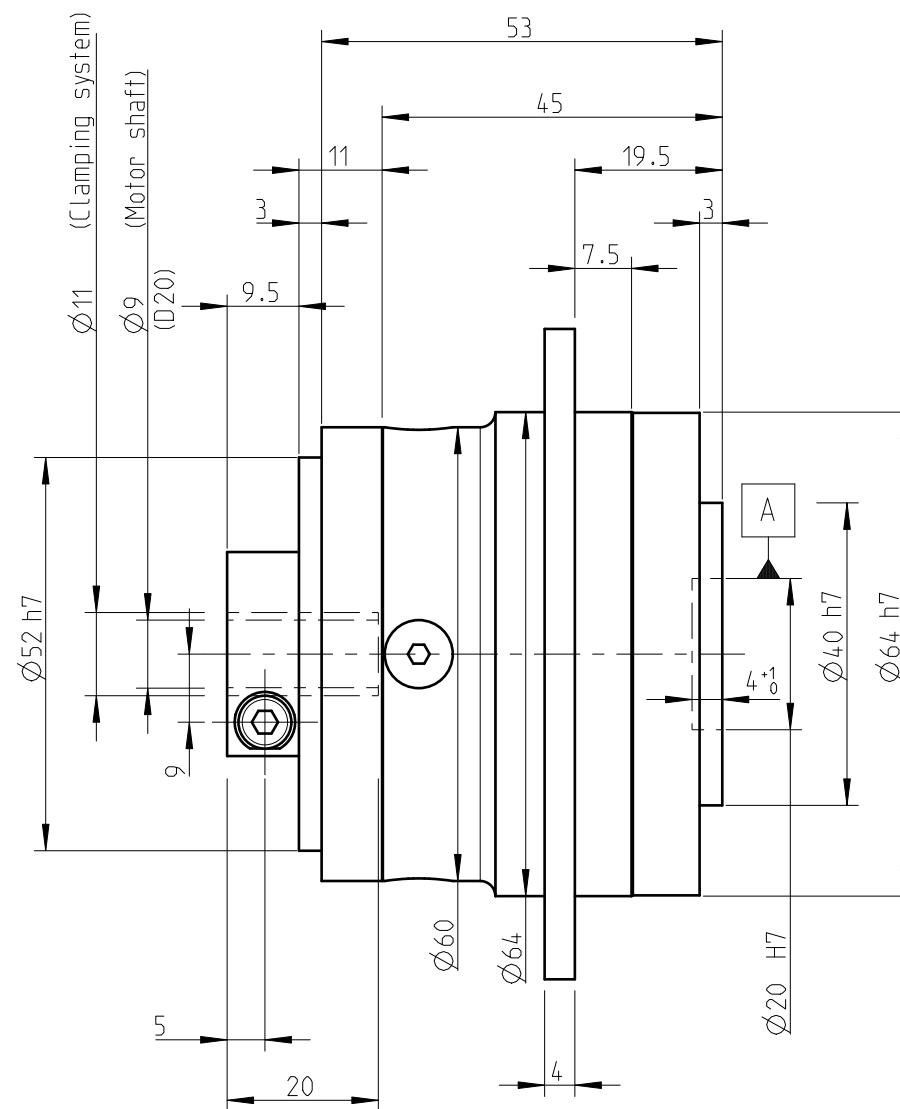 53
45
11
19.5
3
3
7.5
9.5
Ø11 (Clamping system)
Ø9 (Motor shaft)
(D20)
A
Ø52 h7
Ø40 h7
Ø64 h7
4 +1 0
9
Ø60
Ø64
Ø20 H7
5
20
4